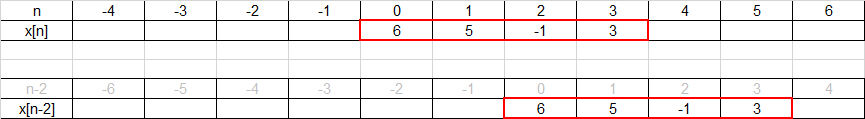 n -4 -3 -2 -1 0 1 2 3 4 5 6
x[n] 6 5 -1 3
n-2 -6 -5 -4 -3 -2 -1 0 1 2 3 4
x[n-2] 6 5 -1 3